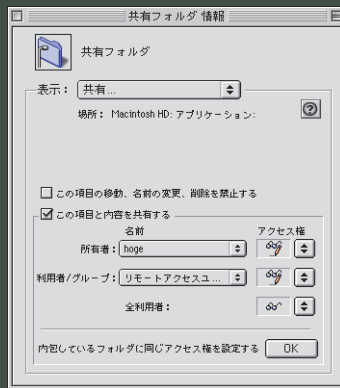 共有フォルダ 情報
共有フォルダ
表示： 共有...
場所： Macintosh HD: アプリケーション:
この項目の移動、名前の変更、削除を禁止する
この項目と内容を共有する
名前 アクセス権
所有者： hoge
利用者/グループ： リモートアクセスユ...
全利用者：
内包しているフォルダに同じアクセス権を設定する OK